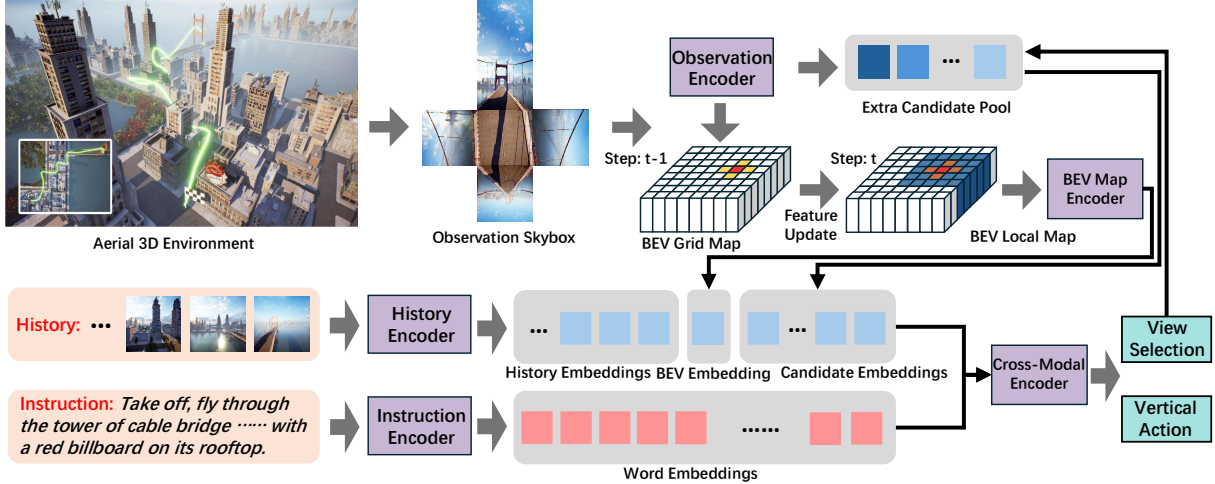 Observation
Encoder
...
Extra Candidate Pool
Step: t-1
Step: t
BEV Map
Encoder
Feature
Update
Aerial 3D Environment
Observation Skybox
BEV Grid Map
BEV Local Map
History: ...
History
Encoder
...
...
History Embeddings
BEV Embedding
Candidate Embeddings
Cross-Modal
Encoder
View
Selection
Vertical
Action
Instruction: Take off, fly through
the tower of cable bridge ······ with
a red billboard on its rooftop.
Instruction
Encoder
······
Word Embeddings